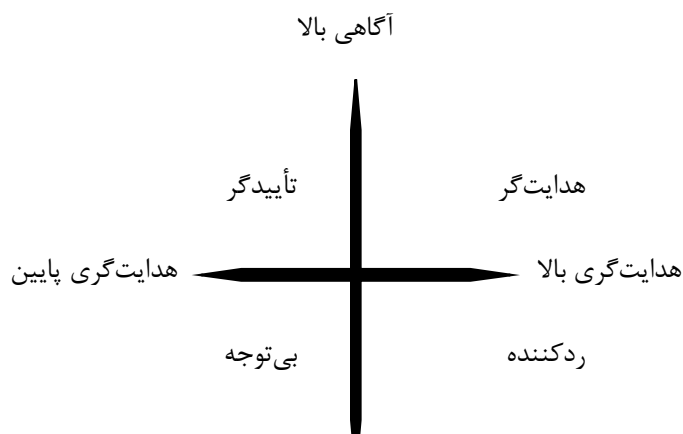 آگاهی بالا
هدایت‌گر
تأییدگر
هدایت‌گری بالا
هدایت‌گری پایین
ردکننده
بی‌توجه